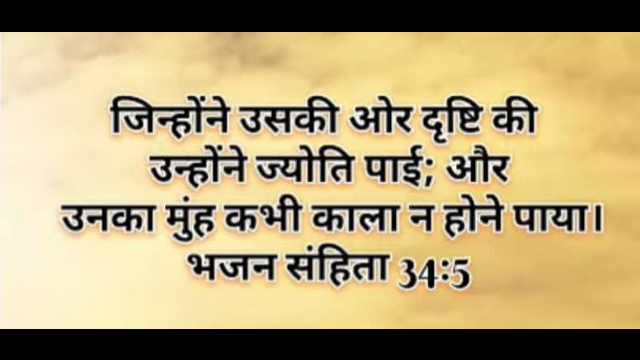 जिन्होंने उसकी ओर दृष्टि की
उन्होंने ज्योति पाई; और
उनका मुंह कभी काला न होने पाया।
भजन संहिता 34:5